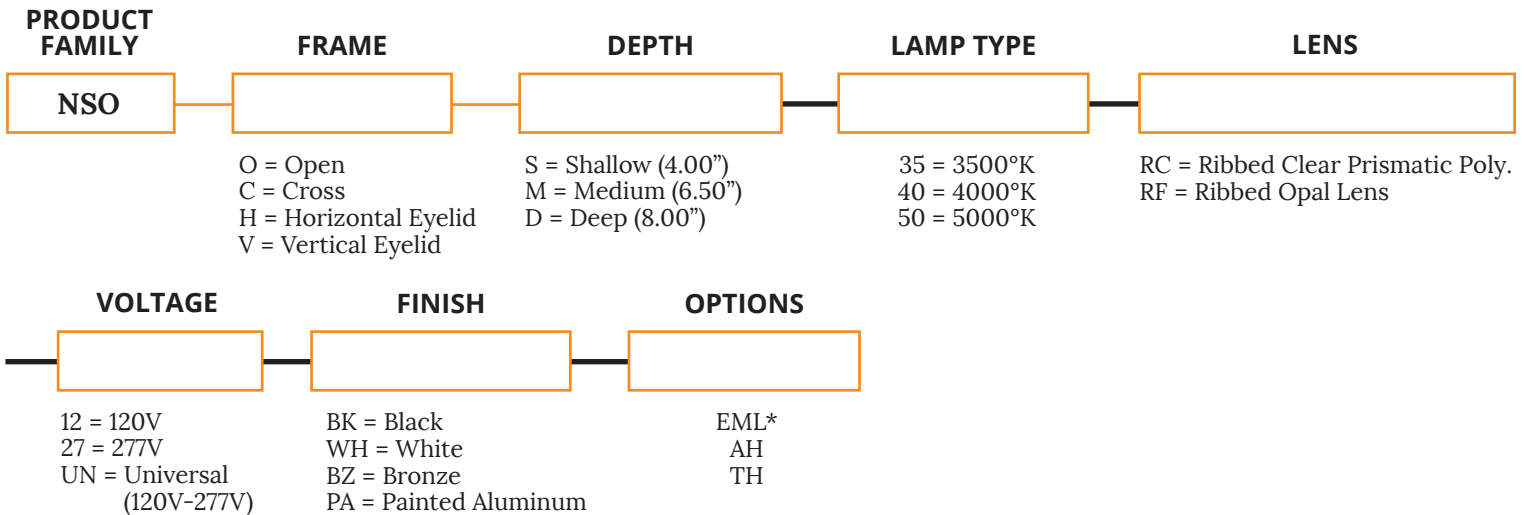 PRODUCT
FAMILY
FRAME
DEPTH
LAMP TYPE
LENS
NSO
O = Open
C = Cross
H = Horizontal Eyelid
V = Vertical Eyelid
S = Shallow (4.00”)
M = Medium (6.50”)
D = Deep (8.00”)
35 = 3500°K
40 = 4000°K
50 = 5000°K
RC = Ribbed Clear Prismatic Poly.
RF = Ribbed Opal Lens
VOLTAGE
FINISH
OPTIONS
12 = 120V
27 = 277V
UN = Universal
(120V-277V)
BK = Black
WH = White
BZ = Bronze
PA = Painted Aluminum
EML*
AH
TH